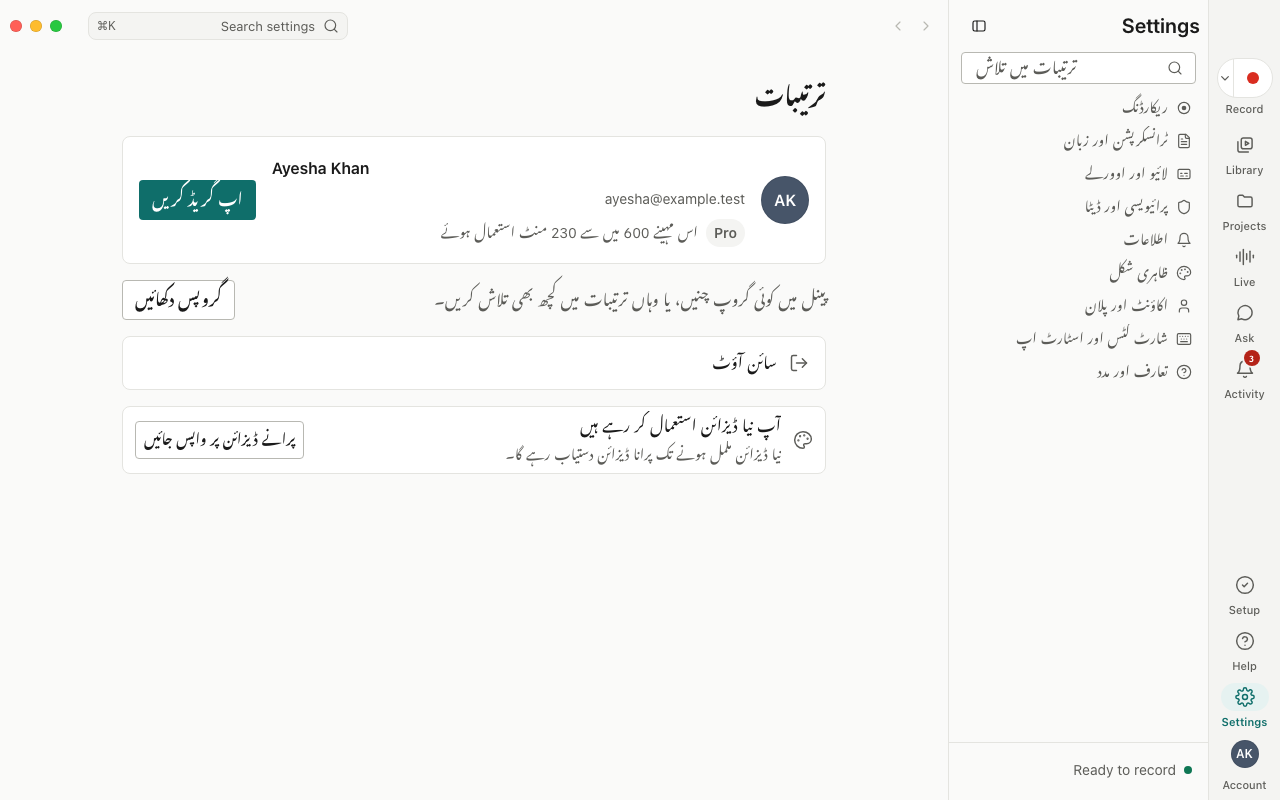 Settings
ترتیبات میں تلاش
ریکارڈنگ
ٹرانسکرپشن اور زبان
لائیو اور اوورلے
پرائیویسی اور ڈیٹا
اطلاعات
ظاہری شکل
اکاؤنٹ اور پلان
شارٹ کٹس اور اسٹارٹ اپ
تعارف اور مدد
Ready to record
Record
Library
Projects
Live
Ask
3
Activity
Setup
Help
Settings
AK
Account
⌘K
Search settings
ترتیبات
AK
Ayesha Khan
ayesha@example.test
Pro اس مہینے 600 میں سے 230 منٹ استعمال ہوئے
اپ گریڈ کریں
پینل میں کوئی گروپ چنیں، یا وہاں ترتیبات میں کچھ بھی تلاش کریں۔
گروپس دکھائیں
سائن آؤٹ
آپ نیا ڈیزائن استعمال کر رہے ہیں
نیا ڈیزائن مکمل ہونے تک پرانا ڈیزائن دستیاب رہے گا۔
پرانے ڈیزائن پر واپس جائیں